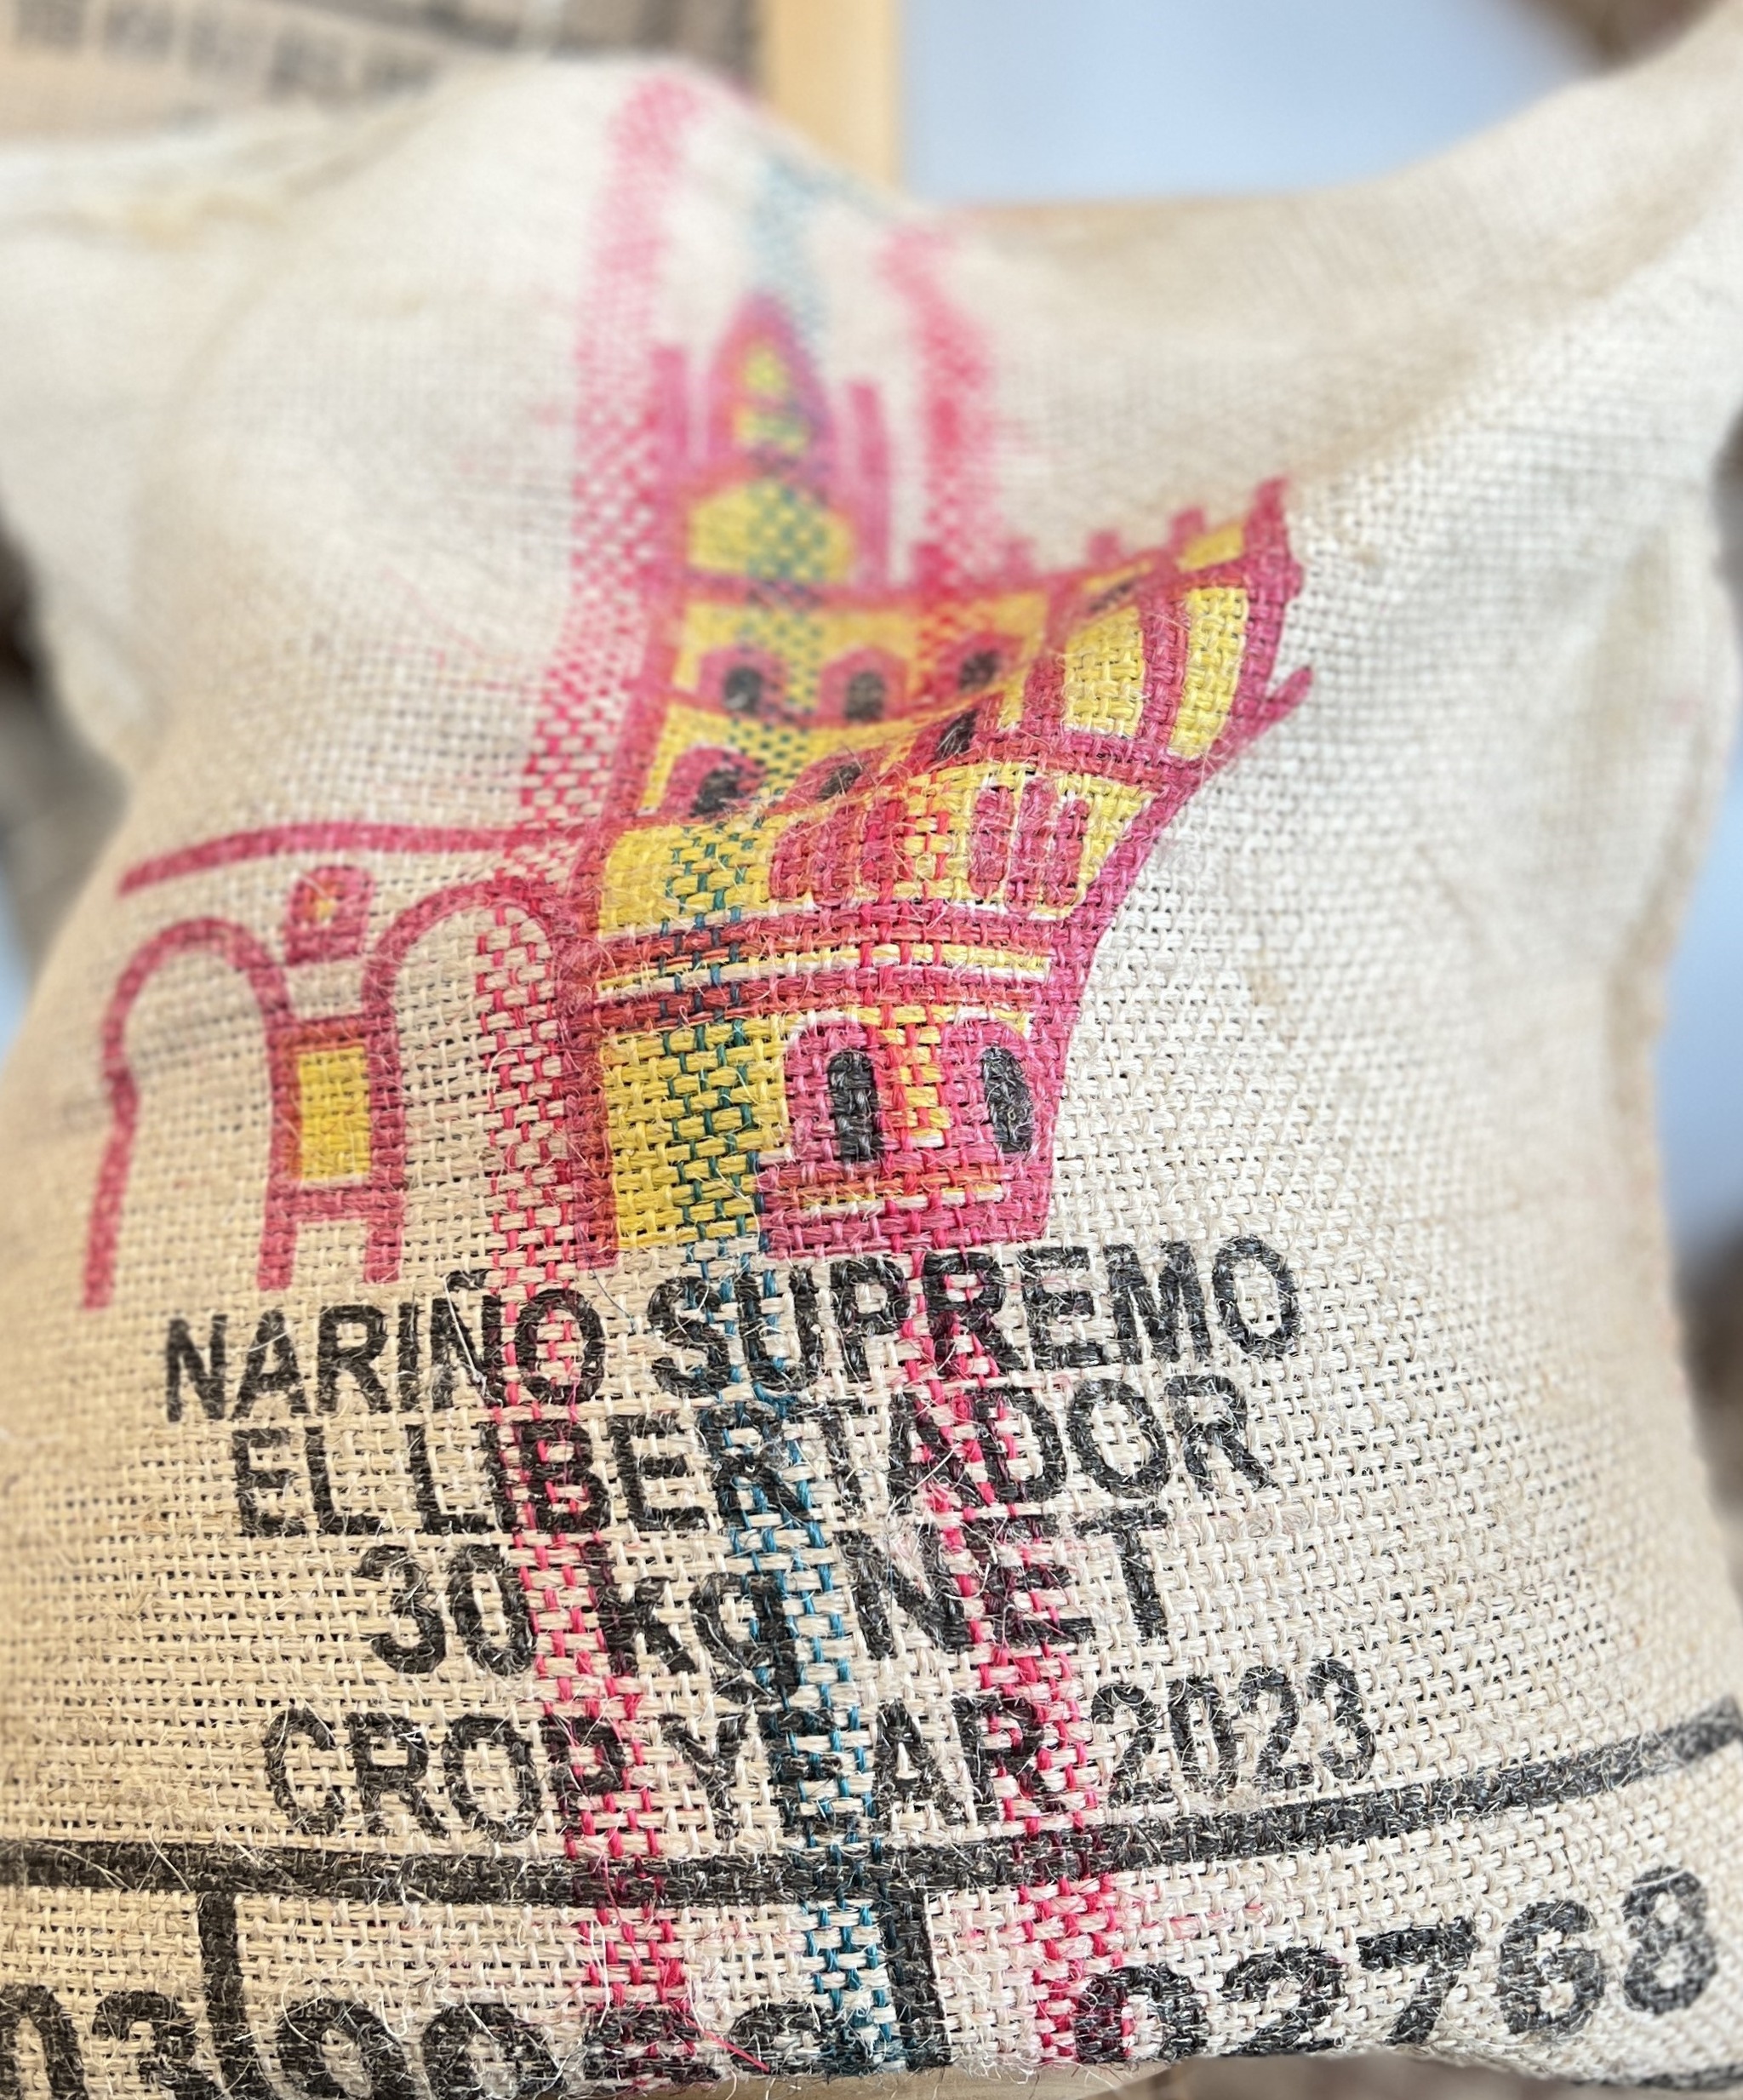 NARIÑO SUPREMO
EL LIBERTADOR
30 kg NET
CROP YEAR 2023